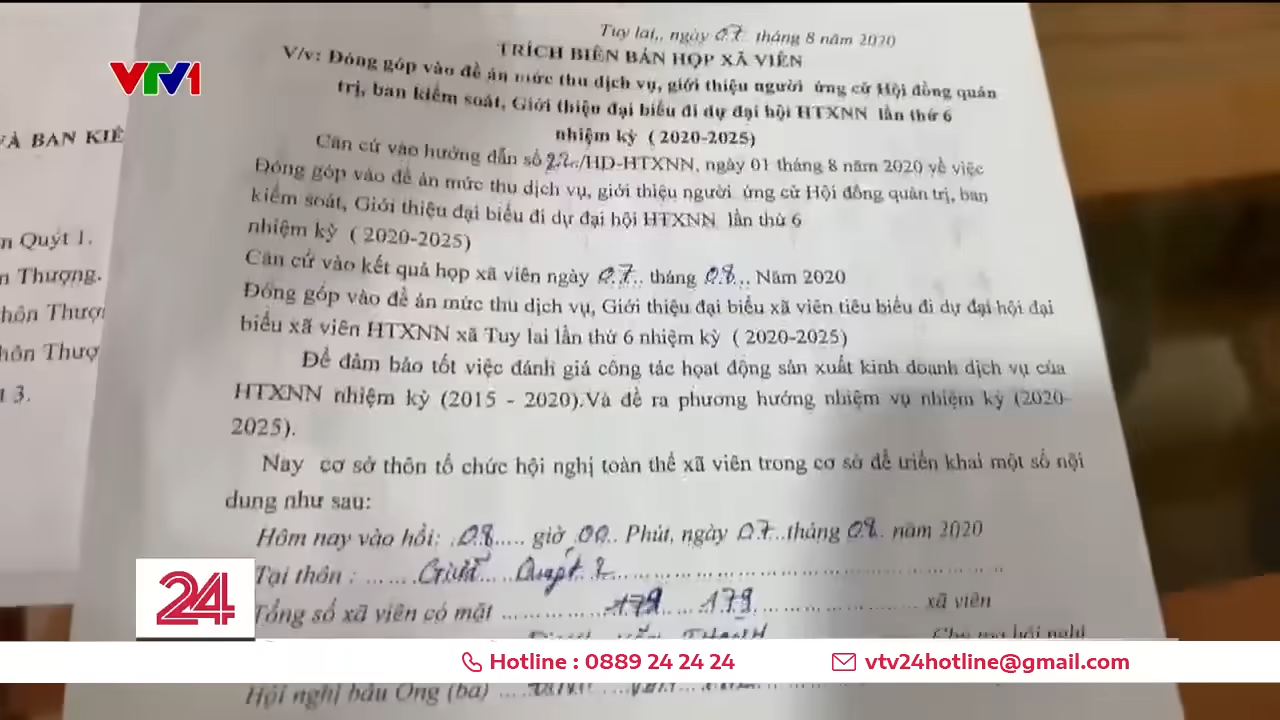 VTV1
VÀ BAN KIỂ
n Quýt 1.
n Thượng.
hôn Thượn
hôn Thượ
t 3.
Tuy lai,, ngày 07 tháng 8 năm 2020
TRÍCH BIÊN BẢN HỌP XÃ VIÊN
V/v: Đóng góp vào đề án mức thu dịch vụ, giới thiệu người ứng cử Hội đồng quản
trị, ban kiểm soát, Giới thiệu đại biểu đi dự đại hội HTXNN lần thứ 6
nhiệm kỳ ( 2020-2025)
Căn cứ vào hướng dẫn số 22../HD-HTXNN, ngày 01 tháng 8 năm 2020 về việc
Đóng góp vào đề án mức thu dịch vụ, giới thiệu người ứng cử Hội đồng quản trị, ban
kiểm soát, Giới thiệu đại biểu đi dự đại hội HTXNN lần thứ 6
nhiệm kỳ ( 2020-2025)
Căn cứ vào kết quả họp xã viên ngày 07.. tháng 08... Năm 2020
Đóng góp vào đề án mức thu dịch vụ, Giới thiệu đại biểu xã viên tiêu biểu đi dự đại hội đại
biểu xã viên HTXNN xã Tuy lai lần thứ 6 nhiệm kỳ ( 2020-2025)
Để đảm bảo tốt việc đánh giá công tác hoạt động sản xuất kinh doanh dịch vụ của
HTXNN nhiệm kỳ (2015 - 2020).Và đề ra phương hướng nhiệm vụ nhiệm kỳ (2020-
2025).
Nay cơ sở thôn tổ chức hội nghị toàn thể xã viên trong cơ sở để triển khai một số nội
dung như sau:
Hôm nay vào hồi: .08..... giờ .00.. Phút, ngày 07...tháng 08.. năm 2020
Tại thôn : ....... Quýt 2
Tổng số xã viên có mặt ............ 179 .... 179 .................. xã viên
Hội nghị bầu Ông (bà)
24
Hotline : 0889 24 24 24
vtv24hotline@gmail.com